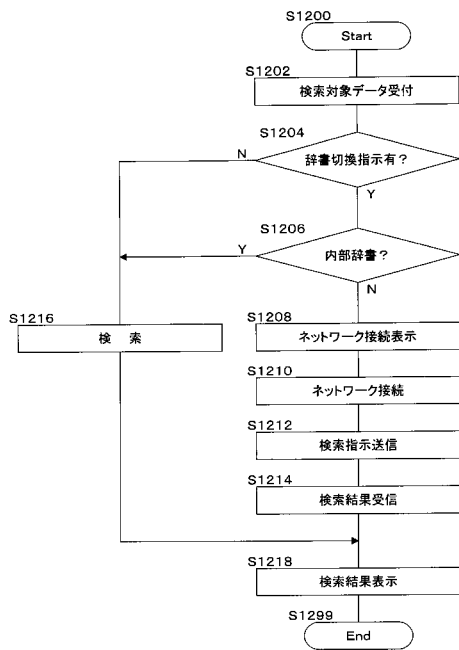 S1200
Start
S1202
検索対象データ受付
S1204
辞書切換指示有？
N
Y
S1206
内部辞書？
Y
N
S1216
検　索
S1208
ネットワーク接続表示
S1210
ネットワーク接続
S1212
検索指示送信
S1214
検索結果受信
S1218
検索結果表示
S1299
End